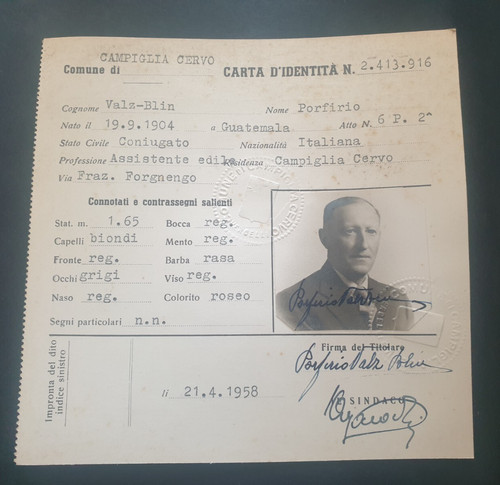 Comune di CAMPIGLIA CERVO CARTA D'IDENTITÀ N. 2.413.916
Cognome Valz-Blin Nome Porfirio
Nato il 19.9.1904 a Guatemala Atto N. 6 P. 2^
Stato Civile Coniugato Nazionalità Italiana
Professione Assistente edile Residenza Campiglia Cervo
Via Fraz. Forgnengo
Connotati e contrassegni salienti
Stat. m. 1.65 Bocca reg.
Capelli biondi Mento reg.
Fronte reg. Barba rasa
Occhi grigi Viso reg.
Naso reg. Colorito roseo
Segni particolari n.n.
Porfirio Valz Blin
Firma del Titolare
Porfirio Valz Blin
Impronta del dito
indice sinistro
li 21.4.1958
IL SINDACO